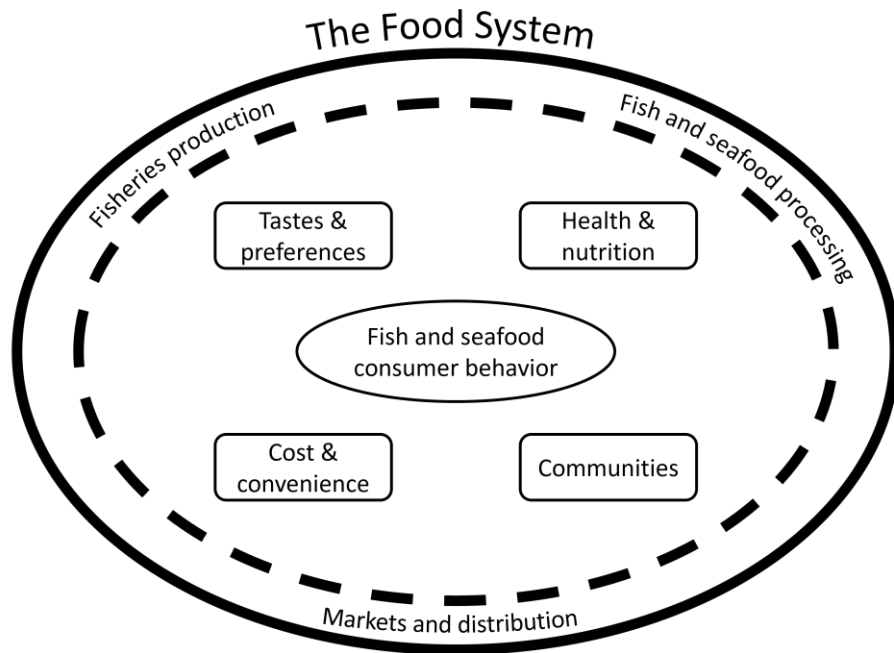 The Food System
Fisheries production
Fish and seafood processing
Tastes &
preferences
Health &
nutrition
Fish and seafood
consumer behavior
Cost &
convenience
Communities
Markets and distribution